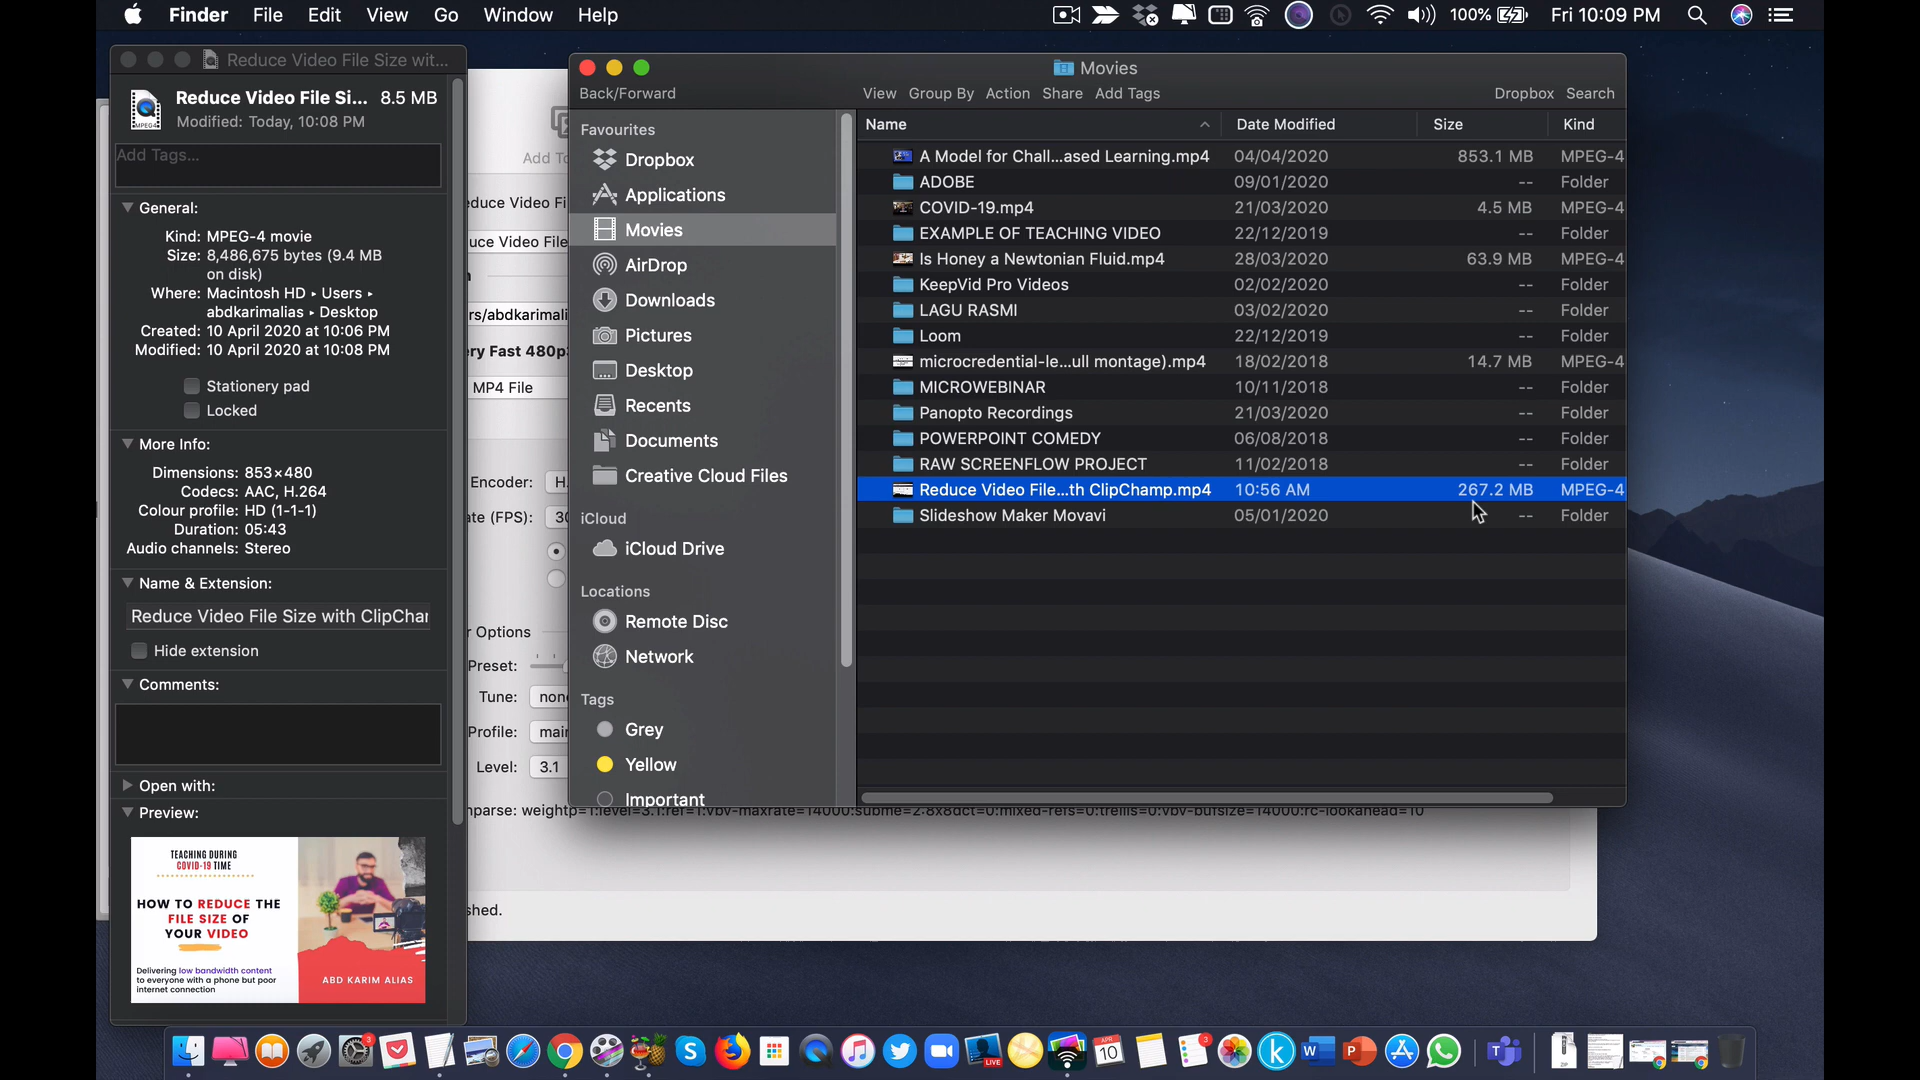 Finder File Edit View Go Window Help
100% Fri 10:09 PM
Reduce Video File Size wit...
Reduce Video File Si... 8.5 MB
Modified: Today, 10:08 PM
Add Tags...
General:
Kind: MPEG-4 movie
Size: 8,486,675 bytes (9.4 MB
on disk)
Where: Macintosh HD ▸ Users ▸
abdkarimalias ▸ Desktop
Created: 10 April 2020 at 10:06 PM
Modified: 10 April 2020 at 10:08 PM
Stationery pad
Locked
More Info:
Dimensions: 853×480
Codecs: AAC, H.264
Colour profile: HD (1-1-1)
Duration: 05:43
Audio channels: Stereo
Name & Extension:
Reduce Video File Size with ClipChar
Hide extension
Comments:
Open with:
Preview:
TEACHING DURING
COVID-19 TIME
HOW TO REDUCE THE
FILE SIZE OF
YOUR VIDEO
Delivering low bandwidth content
to everyone with a phone but poor
internet connection
ABD KARIM ALIAS
Add To
educe Video Fi
uce Video File
rs/abdkarimali
ery Fast 480p
MP4 File
Encoder: H.
ate (FPS): 30
r Options
Preset:
Tune: none
Profile: mai
Level: 3.1
shed.
Movies
Back/Forward
View Group By Action Share Add Tags Dropbox Search
Favourites
Dropbox
Applications
Movies
AirDrop
Downloads
Pictures
Desktop
Recents
Documents
Creative Cloud Files
iCloud
iCloud Drive
Locations
Remote Disc
Network
Tags
Grey
Yellow
Important
Name Date Modified Size Kind
A Model for Chall...ased Learning.mp4 04/04/2020 853.1 MB MPEG-4
ADOBE 09/01/2020 -- Folder
COVID-19.mp4 21/03/2020 4.5 MB MPEG-4
EXAMPLE OF TEACHING VIDEO 22/12/2019 -- Folder
Is Honey a Newtonian Fluid.mp4 28/03/2020 63.9 MB MPEG-4
KeepVid Pro Videos 02/02/2020 -- Folder
LAGU RASMI 03/02/2020 -- Folder
Loom 22/12/2019 -- Folder
microcredential-le...ull montage).mp4 18/02/2018 14.7 MB MPEG-4
MICROWEBINAR 10/11/2018 -- Folder
Panopto Recordings 21/03/2020 -- Folder
POWERPOINT COMEDY 06/08/2018 -- Folder
RAW SCREENFLOW PROJECT 11/02/2018 -- Folder
Reduce Video File...th ClipChamp.mp4 10:56 AM 267.2 MB MPEG-4
Slideshow Maker Movavi 05/01/2020 -- Folder